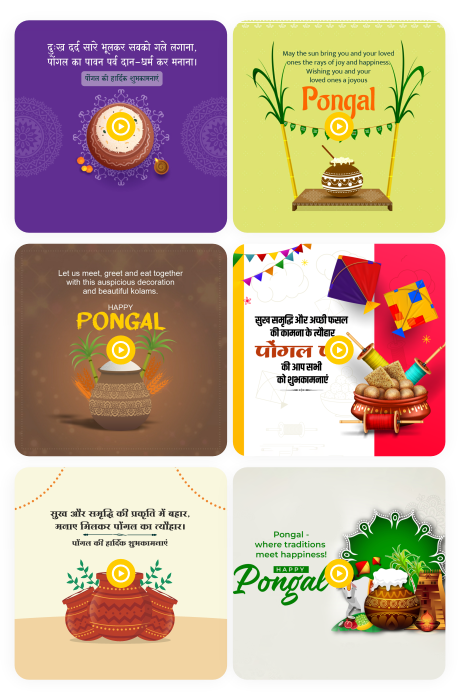 दुःख दर्द सारे भूलकर सबको गले लगाना,
पोंगल का पावन पर्व दान-धर्म कर मनाना।
पोंगल की हार्दिक शुभकामनाएं
May the sun bring you and your loved
ones the rays of joy and happiness.
Wishing you and your
loved ones a joyous
Pongal
Let us meet, greet and eat together
with this auspicious decoration
and beautiful kolams.
HAPPY
PONGAL
सुख समृद्धि और अच्छी फसल
की कामना के त्यौहार
पोंगल
की आप सभी
को शुभकामनाएं
सुख और समृद्धि की प्रकृति में बहार,
मनाए मिलकर पोंगल का त्यौहार।
पोंगल की हार्दिक शुभकामनाएं
Pongal -
where traditions
meet happiness!
HAPPY
Pongal